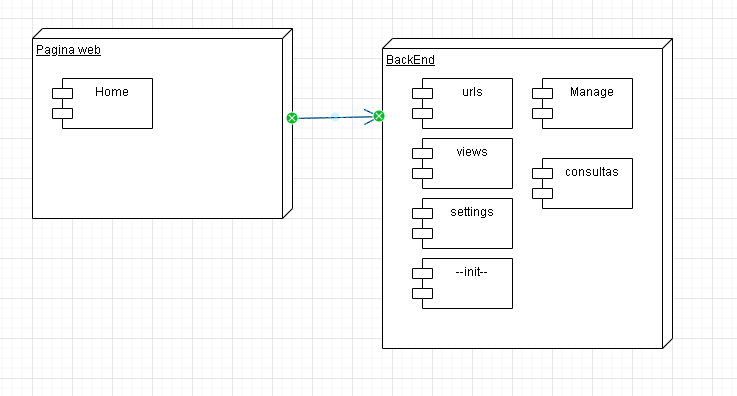 Pagina web
Home
BackEnd
urls
Manage
views
consultas
settings
--init--